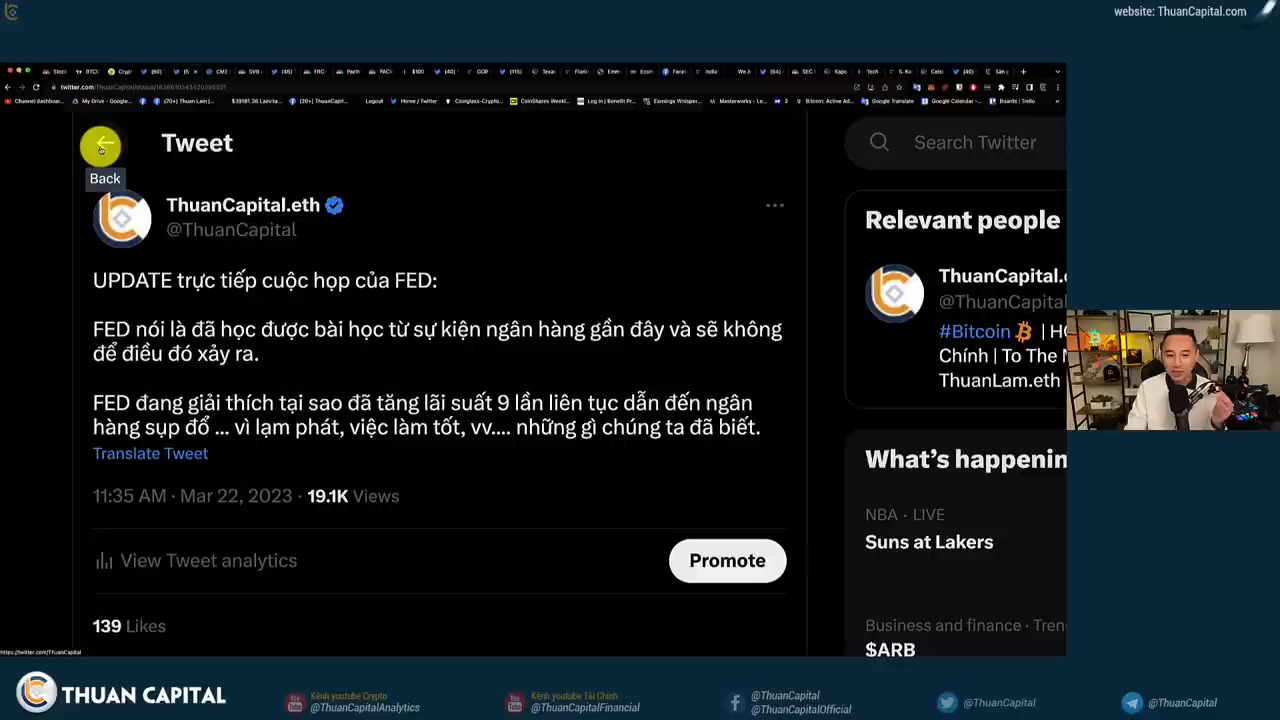 website: ThuanCapital.com
Tweet
Search Twitter
Back
ThuanCapital.eth
@ThuanCapital
UPDATE trực tiếp cuộc họp của FED:
FED nói là đã học được bài học từ sự kiện ngân hàng gần đây và sẽ không
để điều đó xảy ra.
FED đang giải thích tại sao đã tăng lãi suất 9 lần liên tục dẫn đến ngân
hàng sụp đổ ... vì lạm phát, việc làm tốt, vv.... những gì chúng ta đã biết.
Translate Tweet
11:35 AM · Mar 22, 2023 · 19.1K Views
View Tweet analytics
Promote
139 Likes
Relevant people
ThuanCapital.
@ThuanCapital
#Bitcoin | H
Chính | To The
ThuanLam.eth
What's happenin
NBA · LIVE
Suns at Lakers
Business and finance · Tren
$ARB
https://twitter.com/ThuanCapital
THUAN CAPITAL
Kênh youtube Crypto
@ThuanCapitalAnalytics
Kênh youtube Tài Chính
@ThuanCapitalFinancial
@ThuanCapital
@ThuanCapitalOfficial
@ThuanCapital
@ThuanCapital